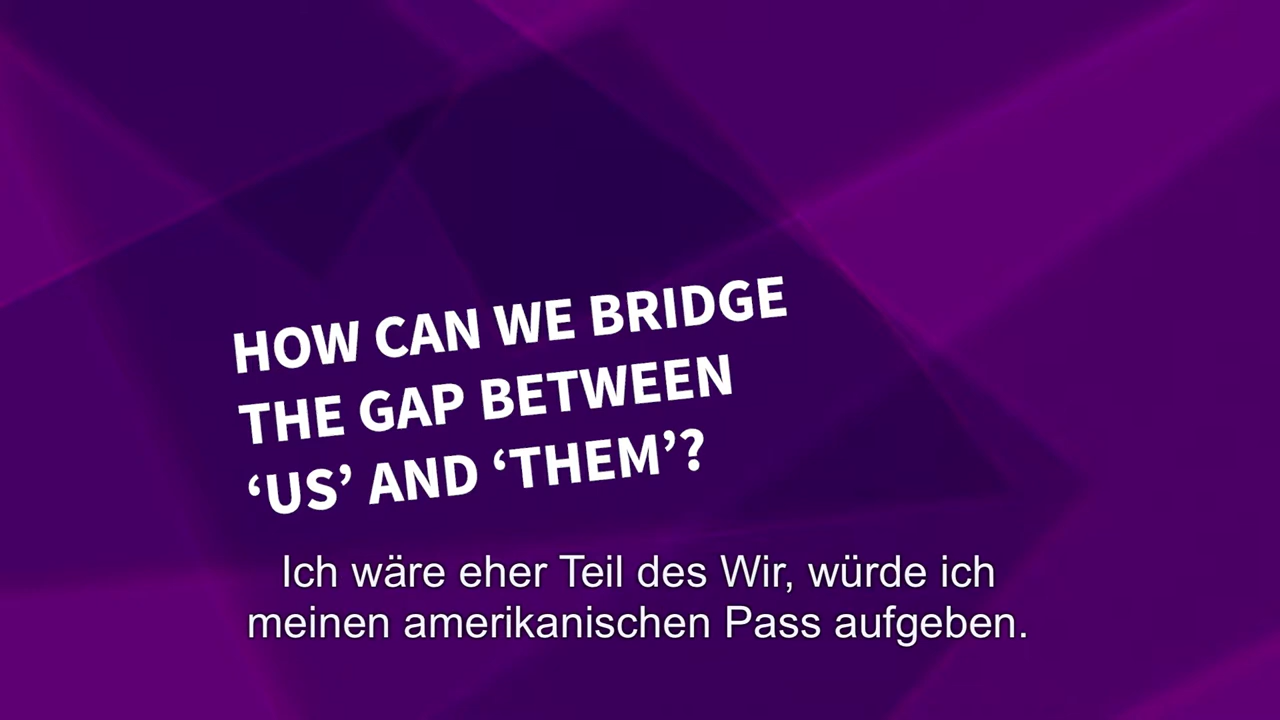 HOW CAN WE BRIDGE
THE GAP BETWEEN
‘US’ AND ‘THEM’?
Ich wäre eher Teil des Wir, würde ich
meinen amerikanischen Pass aufgeben.